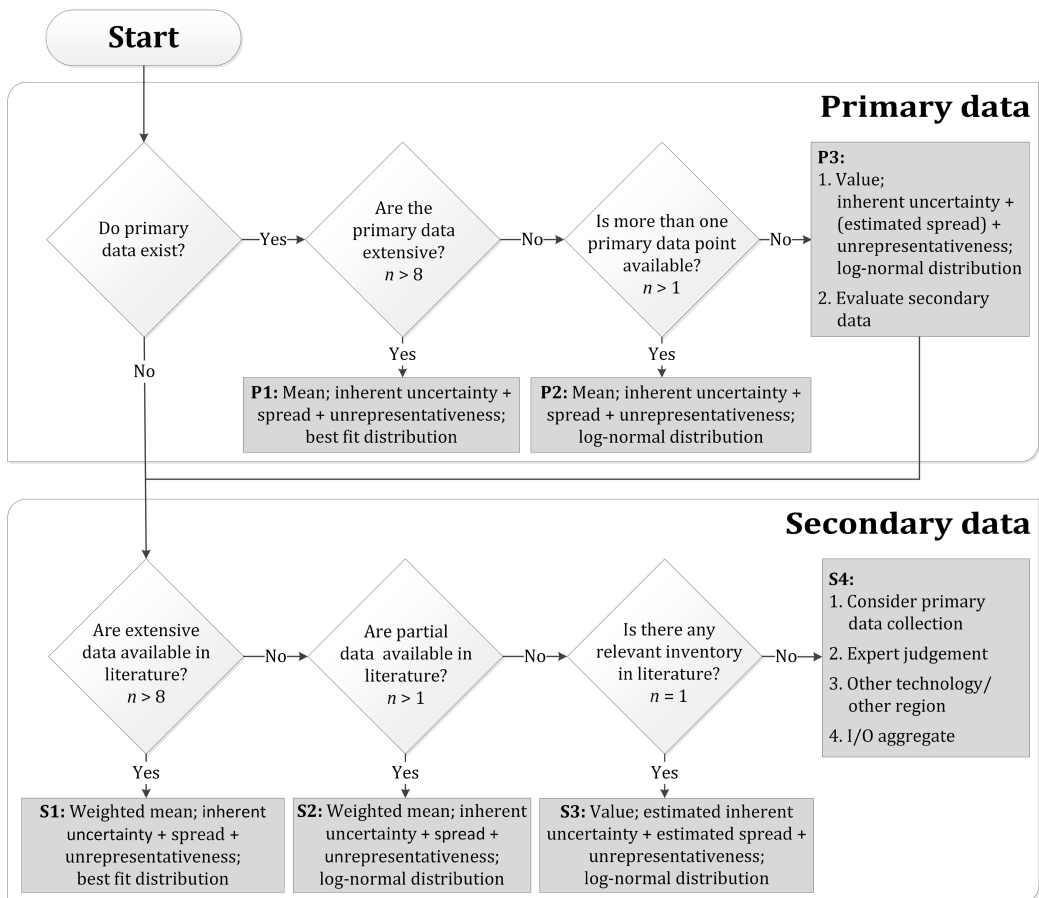 Start
Primary data
Do primary
data exist?
Yes
Are the
primary data
extensive?
n > 8
No
Is more than one
primary data point
available?
n > 1
No
P3:
1. Value;
inherent uncertainty +
(estimated spread) +
unrepresentativeness;
log-normal distribution
2. Evaluate secondary
data
No
Yes
Yes
P1: Mean; inherent uncertainty +
spread + unrepresentativeness;
best fit distribution
P2: Mean; inherent uncertainty +
spread + unrepresentativeness;
log-normal distribution
Secondary data
Are extensive
data available in
literature?
n > 8
No
Are partial
data available in
literature?
n > 1
No
Is there any
relevant inventory
in literature?
n = 1
No
S4:
1. Consider primary
data collection
2. Expert judgement
3. Other technology/
other region
4. I/O aggregate
Yes
Yes
Yes
S1: Weighted mean; inherent
uncertainty + spread +
unrepresentativeness;
best fit distribution
S2: Weighted mean; inherent
uncertainty + spread +
unrepresentativeness;
log-normal distribution
S3: Value; estimated inherent
uncertainty + estimated spread +
unrepresentativeness;
log-normal distribution